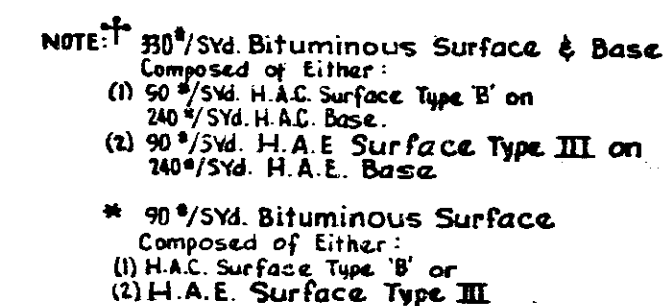 NOTE:† 330#/SYd. Bituminous Surface & Base
Composed of Either:
(1) 90 #/SYd. H.A.C. Surface Type 'B' on
240 #/SYd. H.A.C. Base.
(2) 90 #/SYd. H.A.E Surface Type III on
240#/SYd. H.A.E. Base
* 90 #/SYd. Bituminous Surface
Composed of Either:
(1) H.A.C. Surface Type 'B' or
(2) H.A.E. Surface Type III